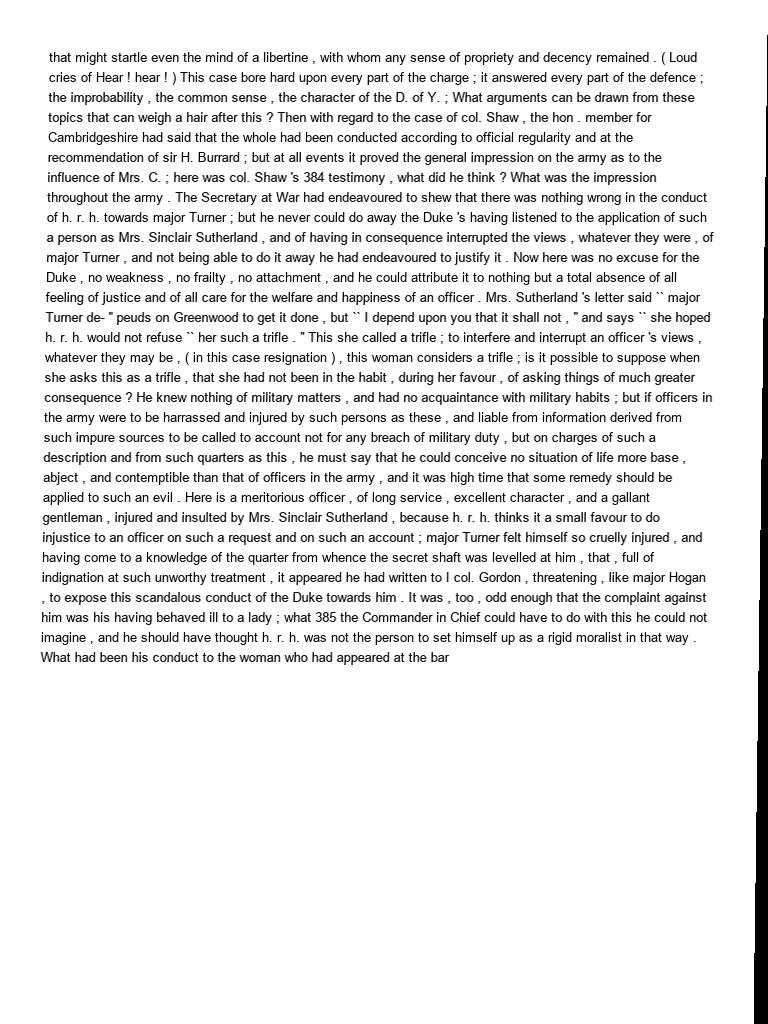 that might startle even the mind of a libertine , with whom any sense of propriety and decency remained . ( Loud
cries of Hear ! hear ! ) This case bore hard upon every part of the charge ; it answered every part of the defence ;
the improbability , the common sense , the character of the D. of Y. ; What arguments can be drawn from these
topics that can weigh a hair after this ? Then with regard to the case of col. Shaw , the hon . member for
Cambridgeshire had said that the whole had been conducted according to official regularity and at the
recommendation of sir H. Burrard ; but at all events it proved the general impression on the army as to the
influence of Mrs. C. ; here was col. Shaw 's 384 testimony , what did he think ? What was the impression
throughout the army . The Secretary at War had endeavoured to shew that there was nothing wrong in the conduct
of h. r. h. towards major Turner ; but he never could do away the Duke 's having listened to the application of such
a person as Mrs. Sinclair Sutherland , and of having in consequence interrupted the views , whatever they were , of
major Turner , and not being able to do it away he had endeavoured to justify it . Now here was no excuse for the
Duke , no weakness , no frailty , no attachment , and he could attribute it to nothing but a total absence of all
feeling of justice and of all care for the welfare and happiness of an officer . Mrs. Sutherland 's letter said `` major
Turner de- " peuds on Greenwood to get it done , but `` I depend upon you that it shall not , " and says `` she hoped
h. r. h. would not refuse `` her such a trifle . " This she called a trifle ; to interfere and interrupt an officer 's views ,
whatever they may be , ( in this case resignation ) , this woman considers a trifle ; is it possible to suppose when
she asks this as a trifle , that she had not been in the habit , during her favour , of asking things of much greater
consequence ? He knew nothing of military matters , and had no acquaintance with military habits ; but if officers in
the army were to be harrassed and injured by such persons as these , and liable from information derived from
such impure sources to be called to account not for any breach of military duty , but on charges of such a
description and from such quarters as this , he must say that he could conceive no situation of life more base ,
abject , and contemptible than that of officers in the army , and it was high time that some remedy should be
applied to such an evil . Here is a meritorious officer , of long service , excellent character , and a gallant
gentleman , injured and insulted by Mrs. Sinclair Sutherland , because h. r. h. thinks it a small favour to do
injustice to an officer on such a request and on such an account ; major Turner felt himself so cruelly injured , and
having come to a knowledge of the quarter from whence the secret shaft was levelled at him , that , full of
indignation at such unworthy treatment , it appeared he had written to l col. Gordon , threatening , like major Hogan
, to expose this scandalous conduct of the Duke towards him . It was , too , odd enough that the complaint against
him was his having behaved ill to a lady ; what 385 the Commander in Chief could have to do with this he could not
imagine , and he should have thought h. r. h. was not the person to set himself up as a rigid moralist in that way .
What had been his conduct to the woman who had appeared at the bar